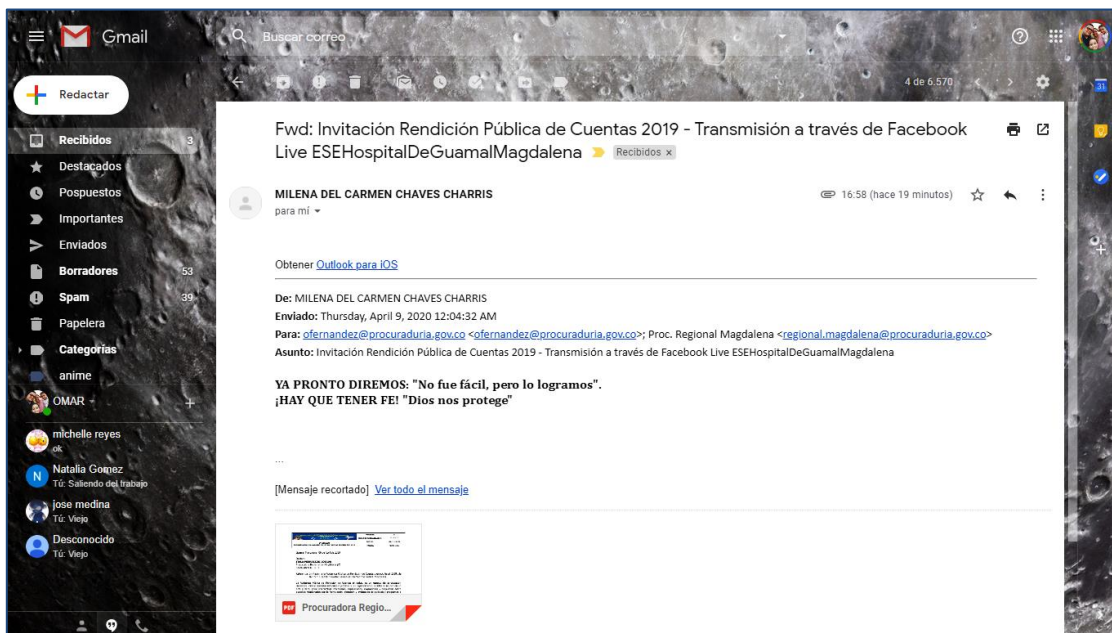 Gmail
Buscar correo
Redactar
4 de 6.570
31
Recibidos 3
Destacados
Pospuestos
Importantes
Enviados
Borradores 53
Spam 39
Papelera
Categorías
anime
OMAR
michelle reyes
ok
Natalia Gomez
N
Tú: Saliendo del trabajo
jose medina
Tú: Viejo
Desconocido
Tú: Viejo
Fwd: Invitación Rendición Pública de Cuentas 2019 - Transmisión a través de Facebook
Live ESEHospitalDeGuamalMagdalena Recibidos x
MILENA DEL CARMEN CHAVES CHARRIS 16:58 (hace 19 minutos)
para mí
Obtener Outlook para iOS
De: MILENA DEL CARMEN CHAVES CHARRIS
Enviado: Thursday, April 9, 2020 12:04:32 AM
Para: ofernandez@procuraduria.gov.co <ofernandez@procuraduria.gov.co>; Proc. Regional Magdalena <regional.magdalena@procuraduria.gov.co>
Asunto: Invitación Rendición Pública de Cuentas 2019 - Transmisión a través de Facebook Live ESEHospitalDeGuamalMagdalena
YA PRONTO DIREMOS: "No fue fácil, pero lo logramos".
¡HAY QUE TENER FE! "Dios nos protege"
...
[Mensaje recortado] Ver todo el mensaje
PDF Procuradora Regio...